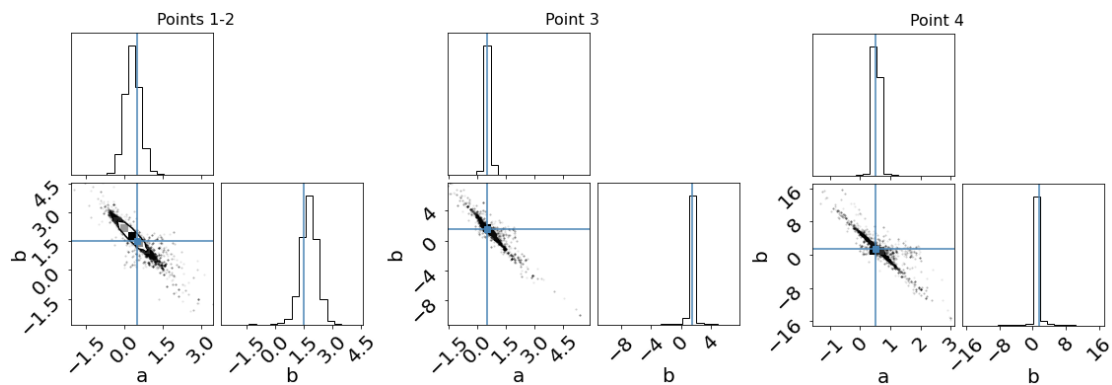 Points 1-2 Point 3 Point 4
4.5 3.0 1.5 0.0 −1.5
b
4 0 −4 −8
b
16 8 0 −8 −16
b
−1.5 0.0 1.5 3.0 −1.5 0.0 1.5 3.0 4.5 −1.5 0.0 1.5 3.0 4.5 −8 −4 0 4 −1 0 1 2 3 −16 −8 0 8 16
a b a b a b